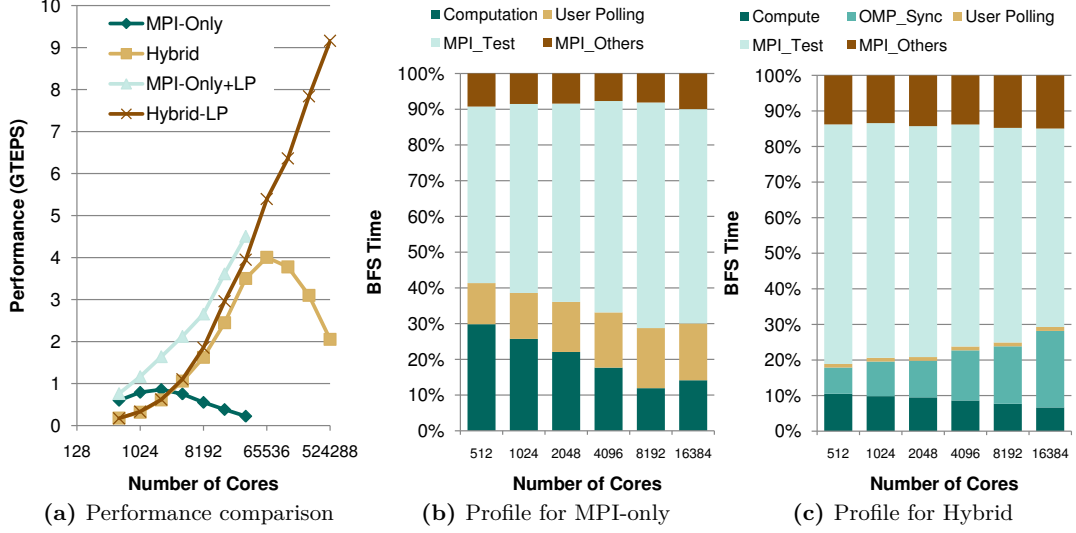 10
9
8
7
6
5
4
3
2
1
0
Performance (GTEPS)
MPI-Only
Hybrid
MPI-Only+LP
Hybrid-LP
128 1024 8192 65536 524288
Number of Cores
(a) Performance comparison
Computation User Polling
MPI_Test MPI_Others
100%
90%
80%
70%
60%
50%
40%
30%
20%
10%
0%
BFS Time
512 1024 2048 4096 8192 16384
Number of Cores
(b) Profile for MPI-only
Compute OMP_Sync User Polling
MPI_Test MPI_Others
100%
90%
80%
70%
60%
50%
40%
30%
20%
10%
0%
BFS Time
512 1024 2048 4096 8192 16384
Number of Cores
(c) Profile for Hybrid